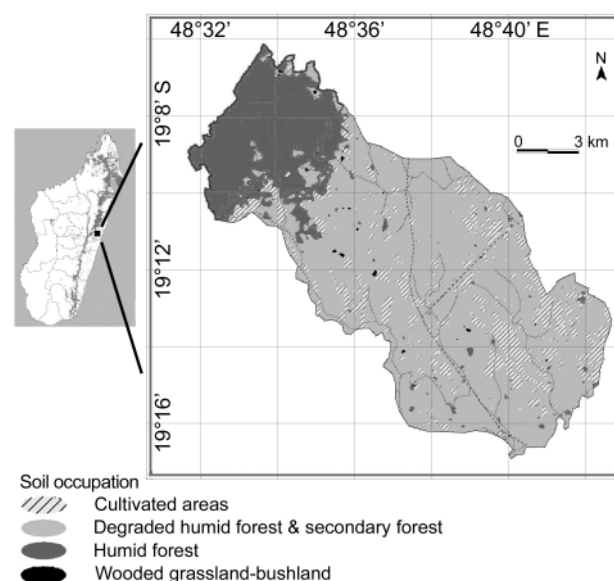 48°32’ 48°36’ 48°40’ E
N
19°8’ S
0 3 km
19°12’
19°16’
Soil occupation
Cultivated areas
Degraded humid forest & secondary forest
Humid forest
Wooded grassland-bushland